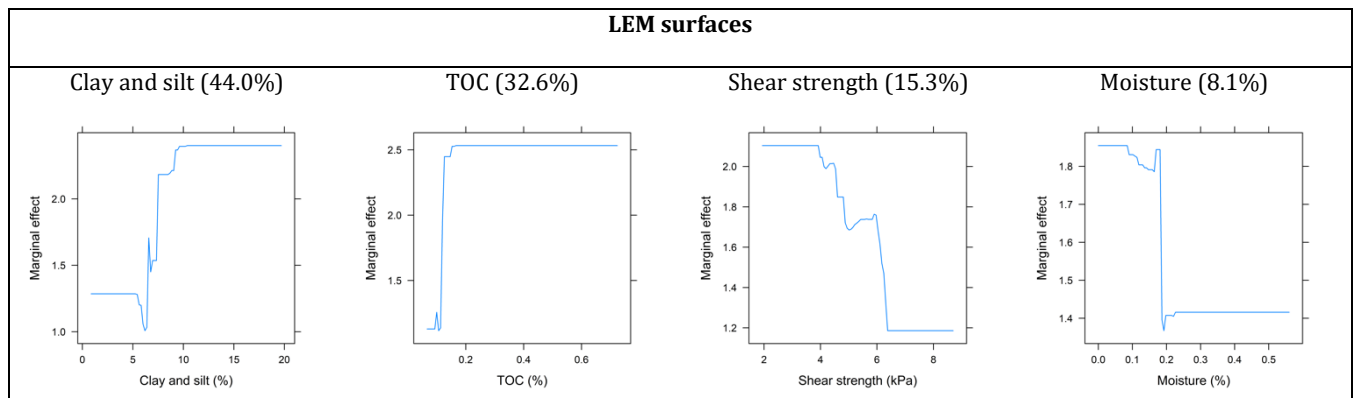 LEM surfaces
Clay and silt (44.0%)
TOC (32.6%)
Shear strength (15.3%)
Moisture (8.1%)
Marginal effect
2.0
1.5
1.0
0
5
10
15
20
Clay and silt (%)
Marginal effect
2.5
2.0
1.5
0.2
0.4
0.6
TOC (%)
Marginal effect
2.0
1.8
1.6
1.4
1.2
2
4
6
8
Shear strength (kPa)
Marginal effect
1.8
1.7
1.6
1.5
1.4
0.0
0.1
0.2
0.3
0.4
0.5
Moisture (%)